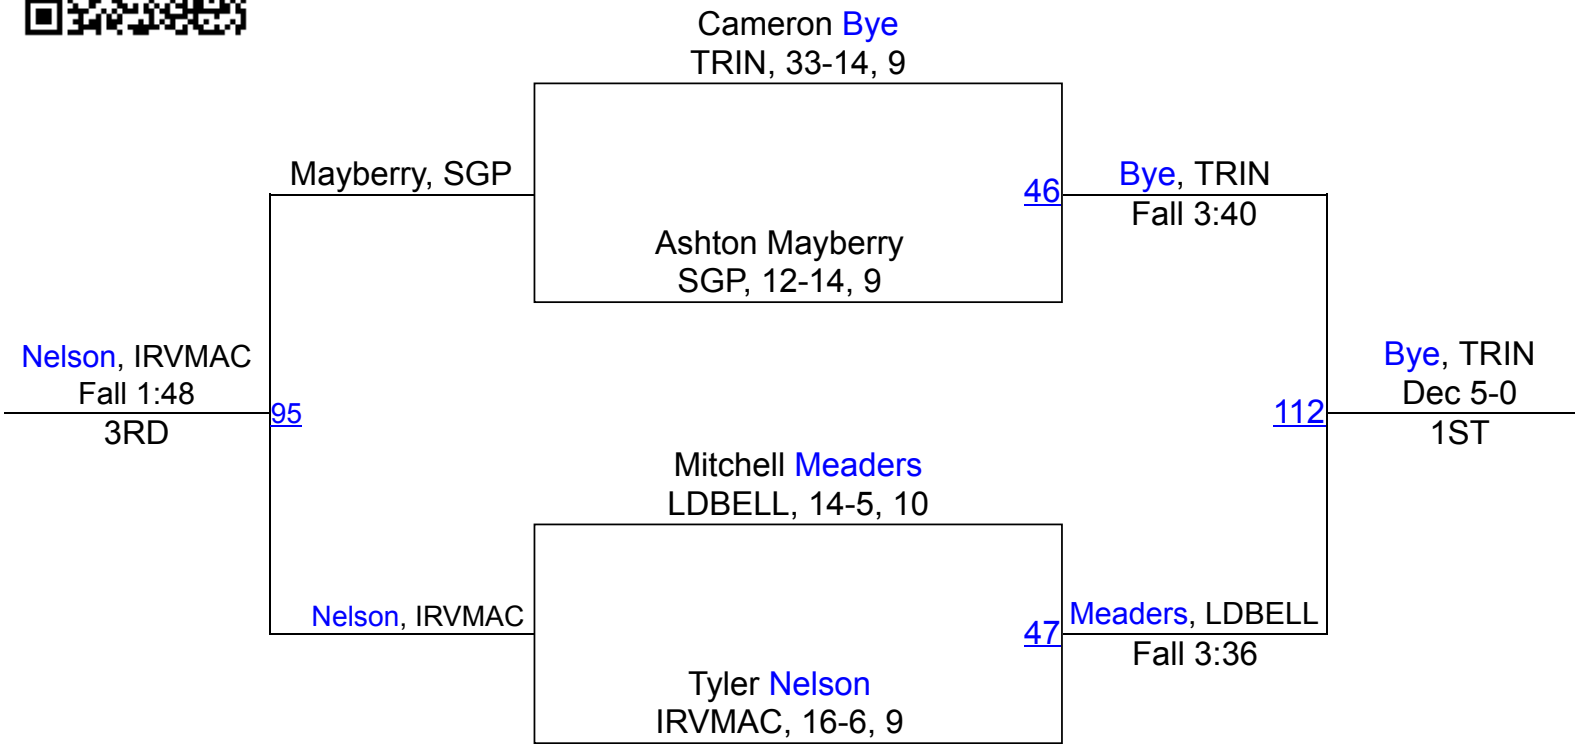 Cameron Bye
TRIN, 33-14, 9
Mayberry, SGP
46
Bye, TRIN
Fall 3:40
Ashton Mayberry
SGP, 12-14, 9
Nelson, IRVMAC
Fall 1:48
3RD
95
112
Bye, TRIN
Dec 5-0
1ST
Mitchell Meaders
LDBELL, 14-5, 10
Nelson, IRVMAC
47
Meaders, LDBELL
Fall 3:36
Tyler Nelson
IRVMAC, 16-6, 9